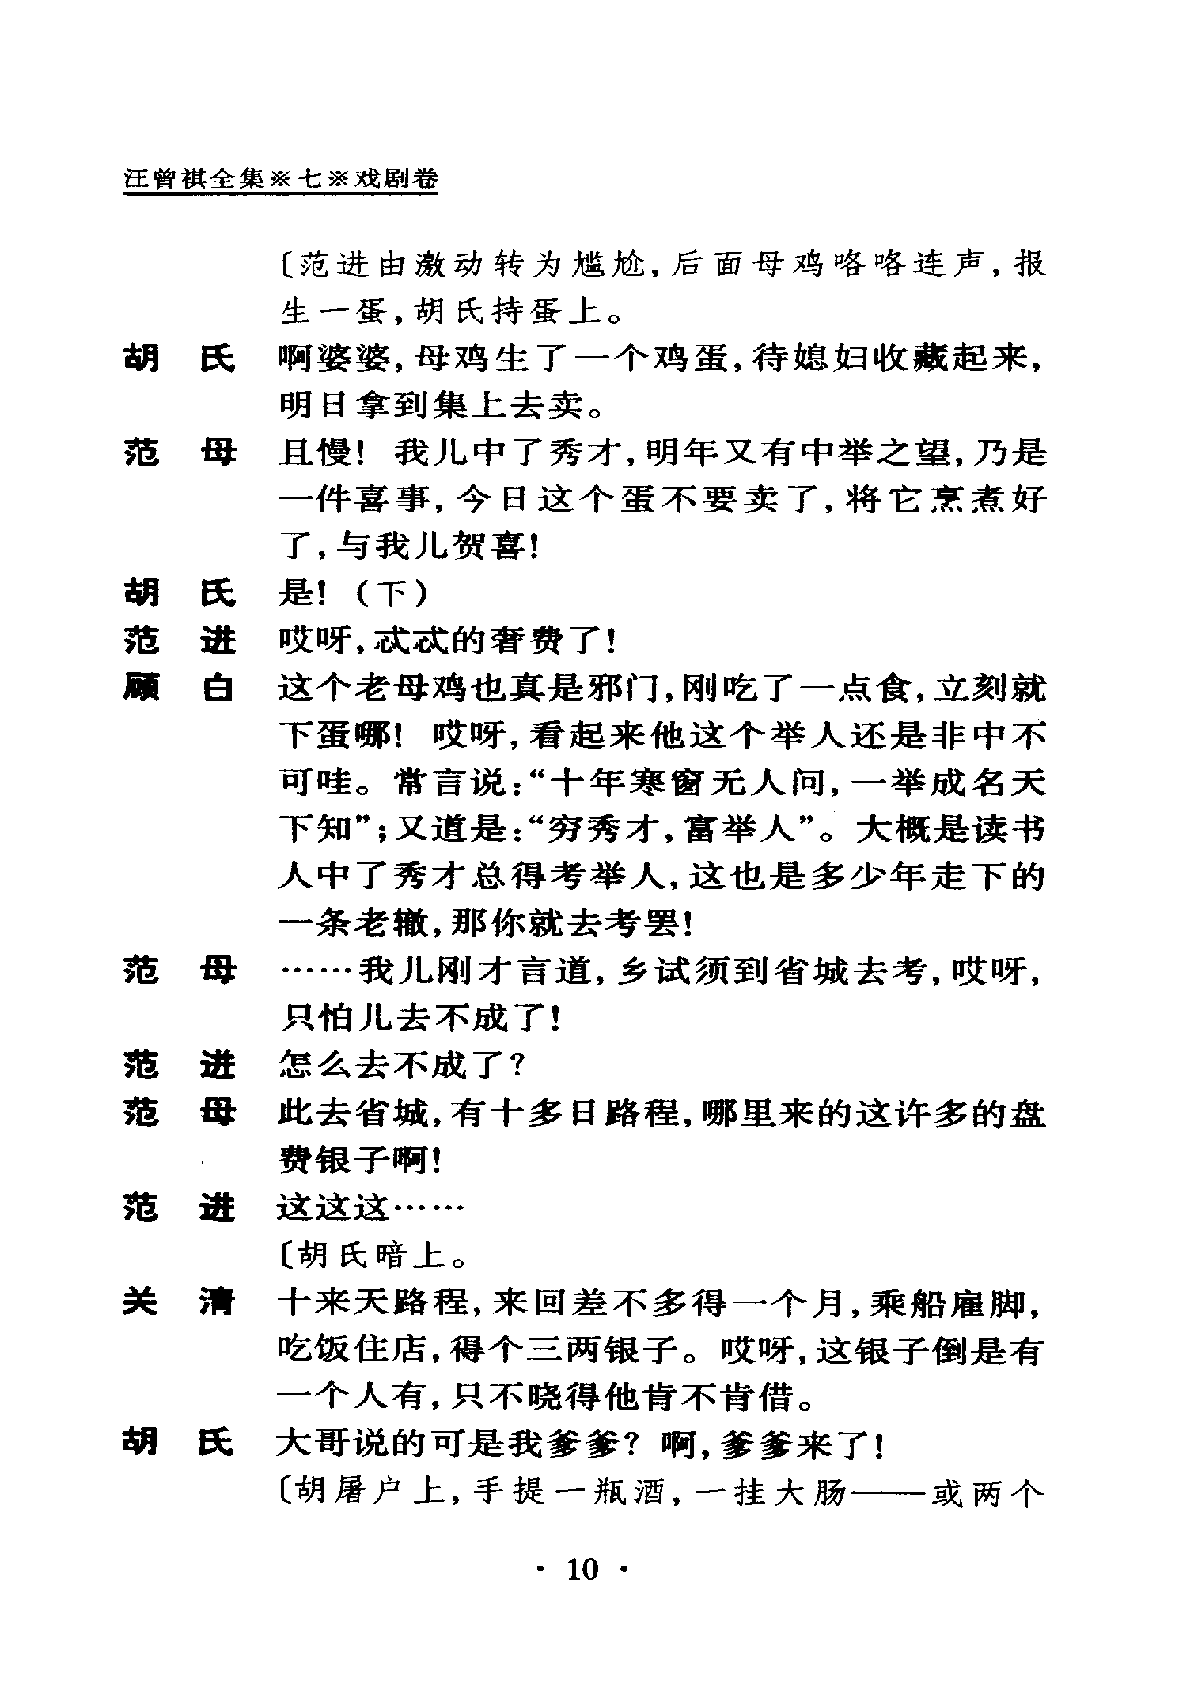 汪曾祺全集※七※戏剧卷
〔范进由激动转为尴尬，后面母鸡咯咯连声，报
生一蛋，胡氏持蛋上。
胡　氏　啊婆婆，母鸡生了一个鸡蛋，待媳妇收藏起来，
明日拿到集上去卖。
范　母　且慢！我儿中了秀才，明年又有中举之望，乃是
一件喜事，今日这个蛋不要卖了，将它烹煮好
了，与我儿贺喜！
胡　氏　是！（下）
范　进　哎呀，忒忒的奢费了！
顾　白　这个老母鸡也真是邪门，刚吃了一点食，立刻就
下蛋哪！哎呀，看起来他这个举人还是非中不
可哇。常言说：“十年寒窗无人问，一举成名天
下知”；又道是：“穷秀才，富举人”。大概是读书
人中了秀才总得考举人，这也是多少年走下的
一条老辙，那你就去考罢！
范　母　……我儿刚才言道，乡试须到省城去考，哎呀，
只怕儿去不成了！
范　进　怎么去不成了？
范　母　此去省城，有十多日路程，哪里来的这许多的盘
费银子啊！
范　进　这这这……
〔胡氏暗上。
关　清　十来天路程，来回差不多得一个月，乘船雇脚，
吃饭住店，得个三两银子。哎呀，这银子倒是有
一个人有，只不晓得他肯不肯借。
胡　氏　大哥说的可是我爹爹？啊，爹爹来了！
〔胡屠户上，手提一瓶酒，一挂大肠——或两个
· 10 ·